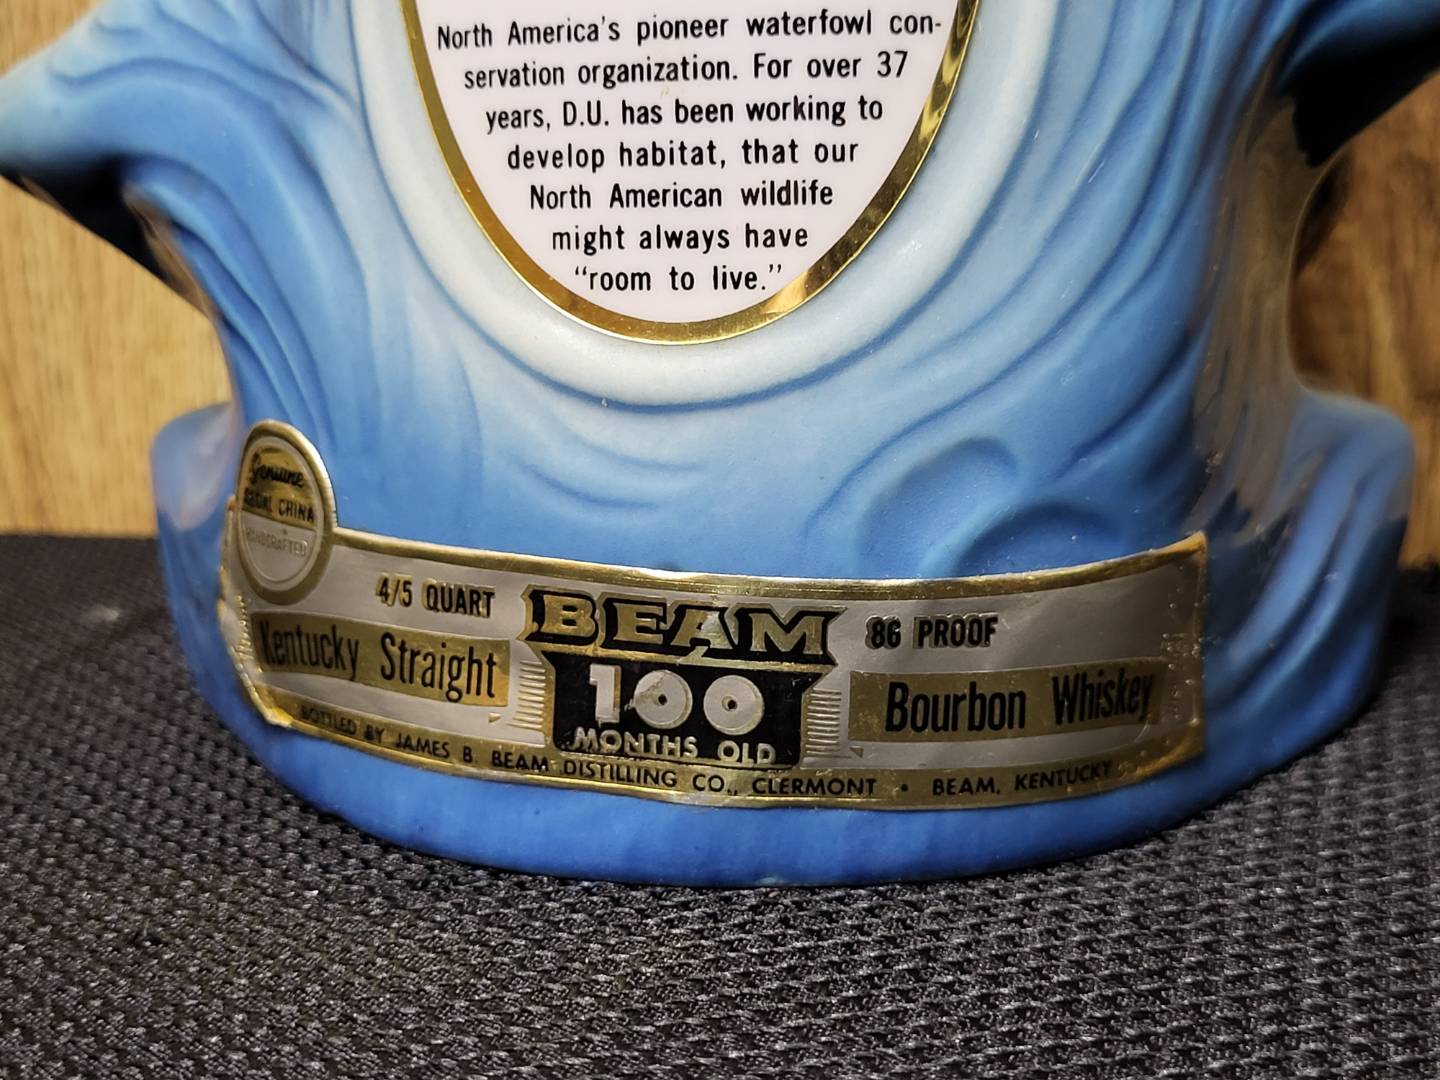 North America's pioneer waterfowl con-
servation organization. For over 37
years, D.U. has been working to
develop habitat, that our
North American wildlife
might always have
"room to live."
Genuine
REGAL CHINA
HANDCRAFTED
4/5 QUART
BEAM
86 PROOF
Kentucky Straight
100
MONTHS OLD
Bourbon Whiskey
BOTTLED BY JAMES B. BEAM DISTILLING CO., CLERMONT • BEAM, KENTUCKY